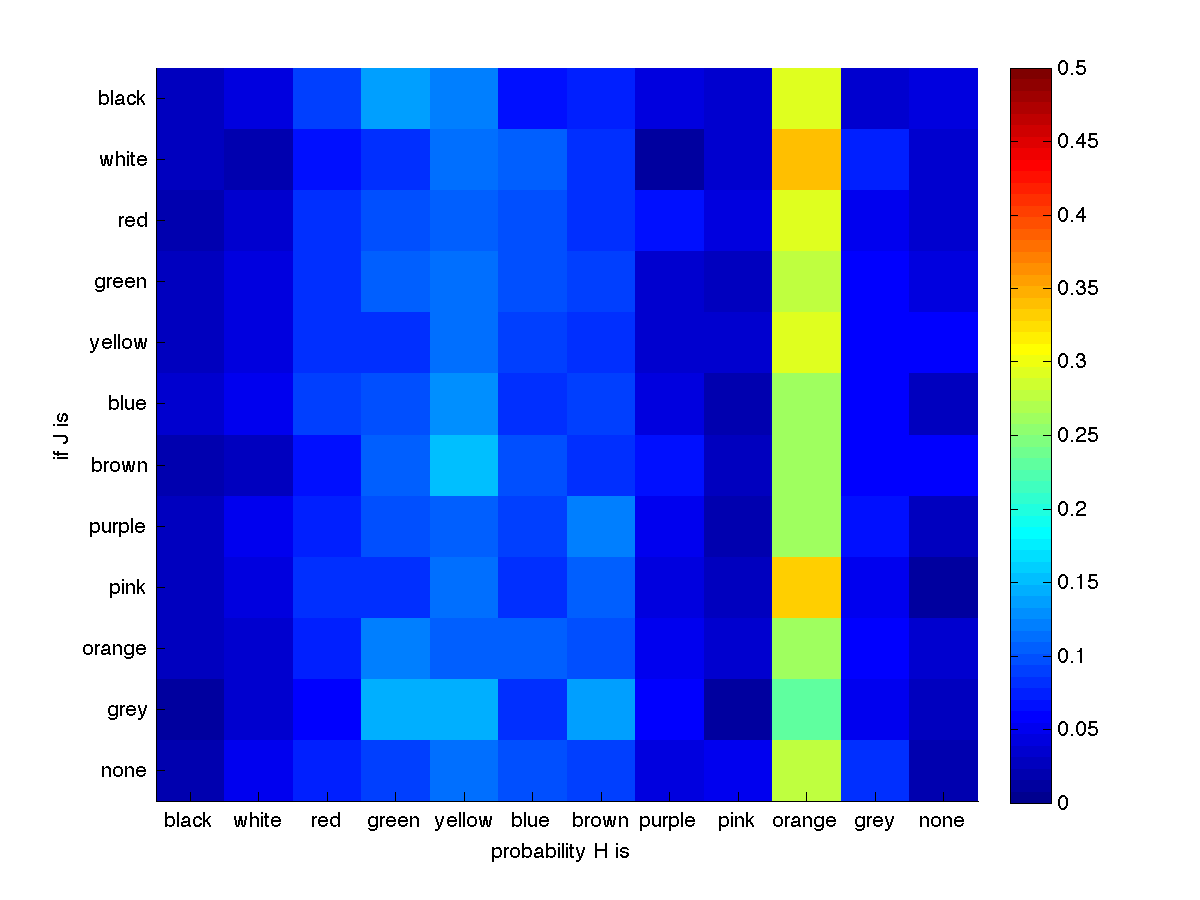 black
white
red
green
yellow
blue
brown
purple
pink
orange
grey
none
if J is
black white red green yellow blue brown purple pink orange grey none
probability H is
0.5
0.45
0.4
0.35
0.3
0.25
0.2
0.15
0.1
0.05
0